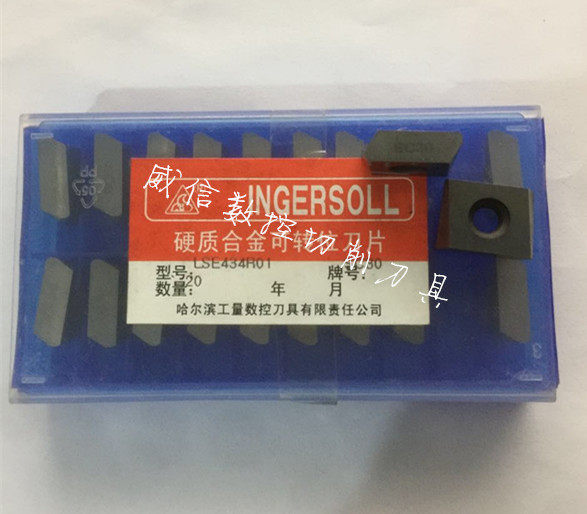 INGERSOLL
硬质合金可转位刀片
型号: LSE434R01 牌号:
数量: 20 年 月
哈尔滨工量数控刀具有限责任公司
威信数控切削刀具
PP